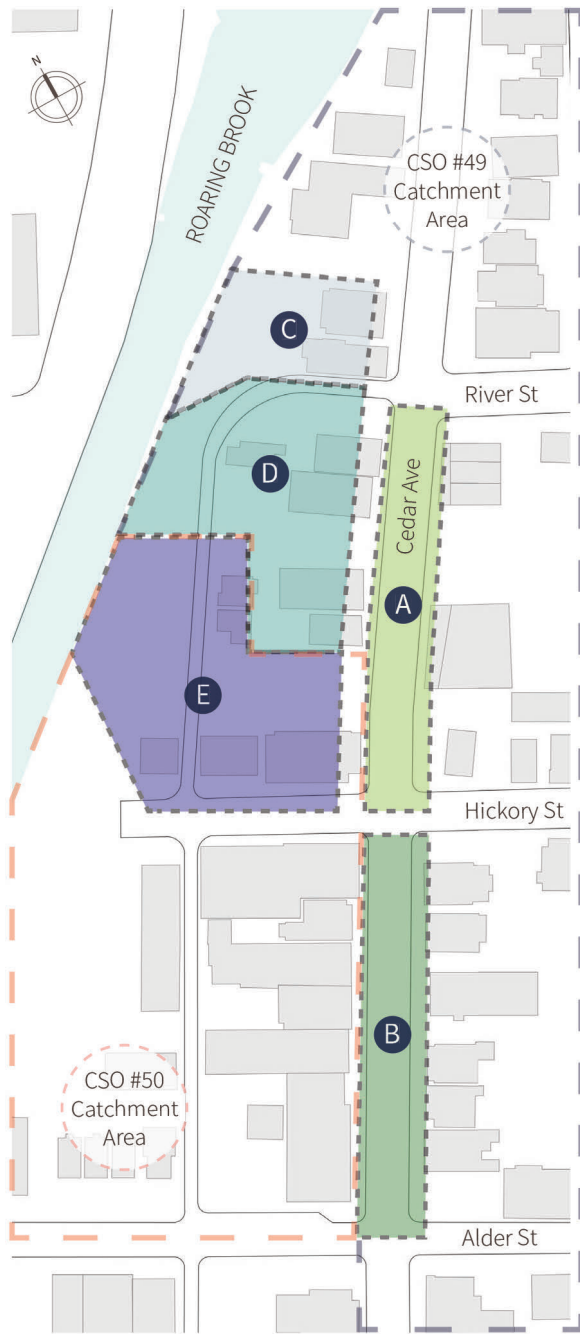 N
ROARING BROOK
CSO #49
Catchment
Area
C
River St
D
Cedar Ave
A
E
Hickory St
B
CSO #50
Catchment
Area
Alder St